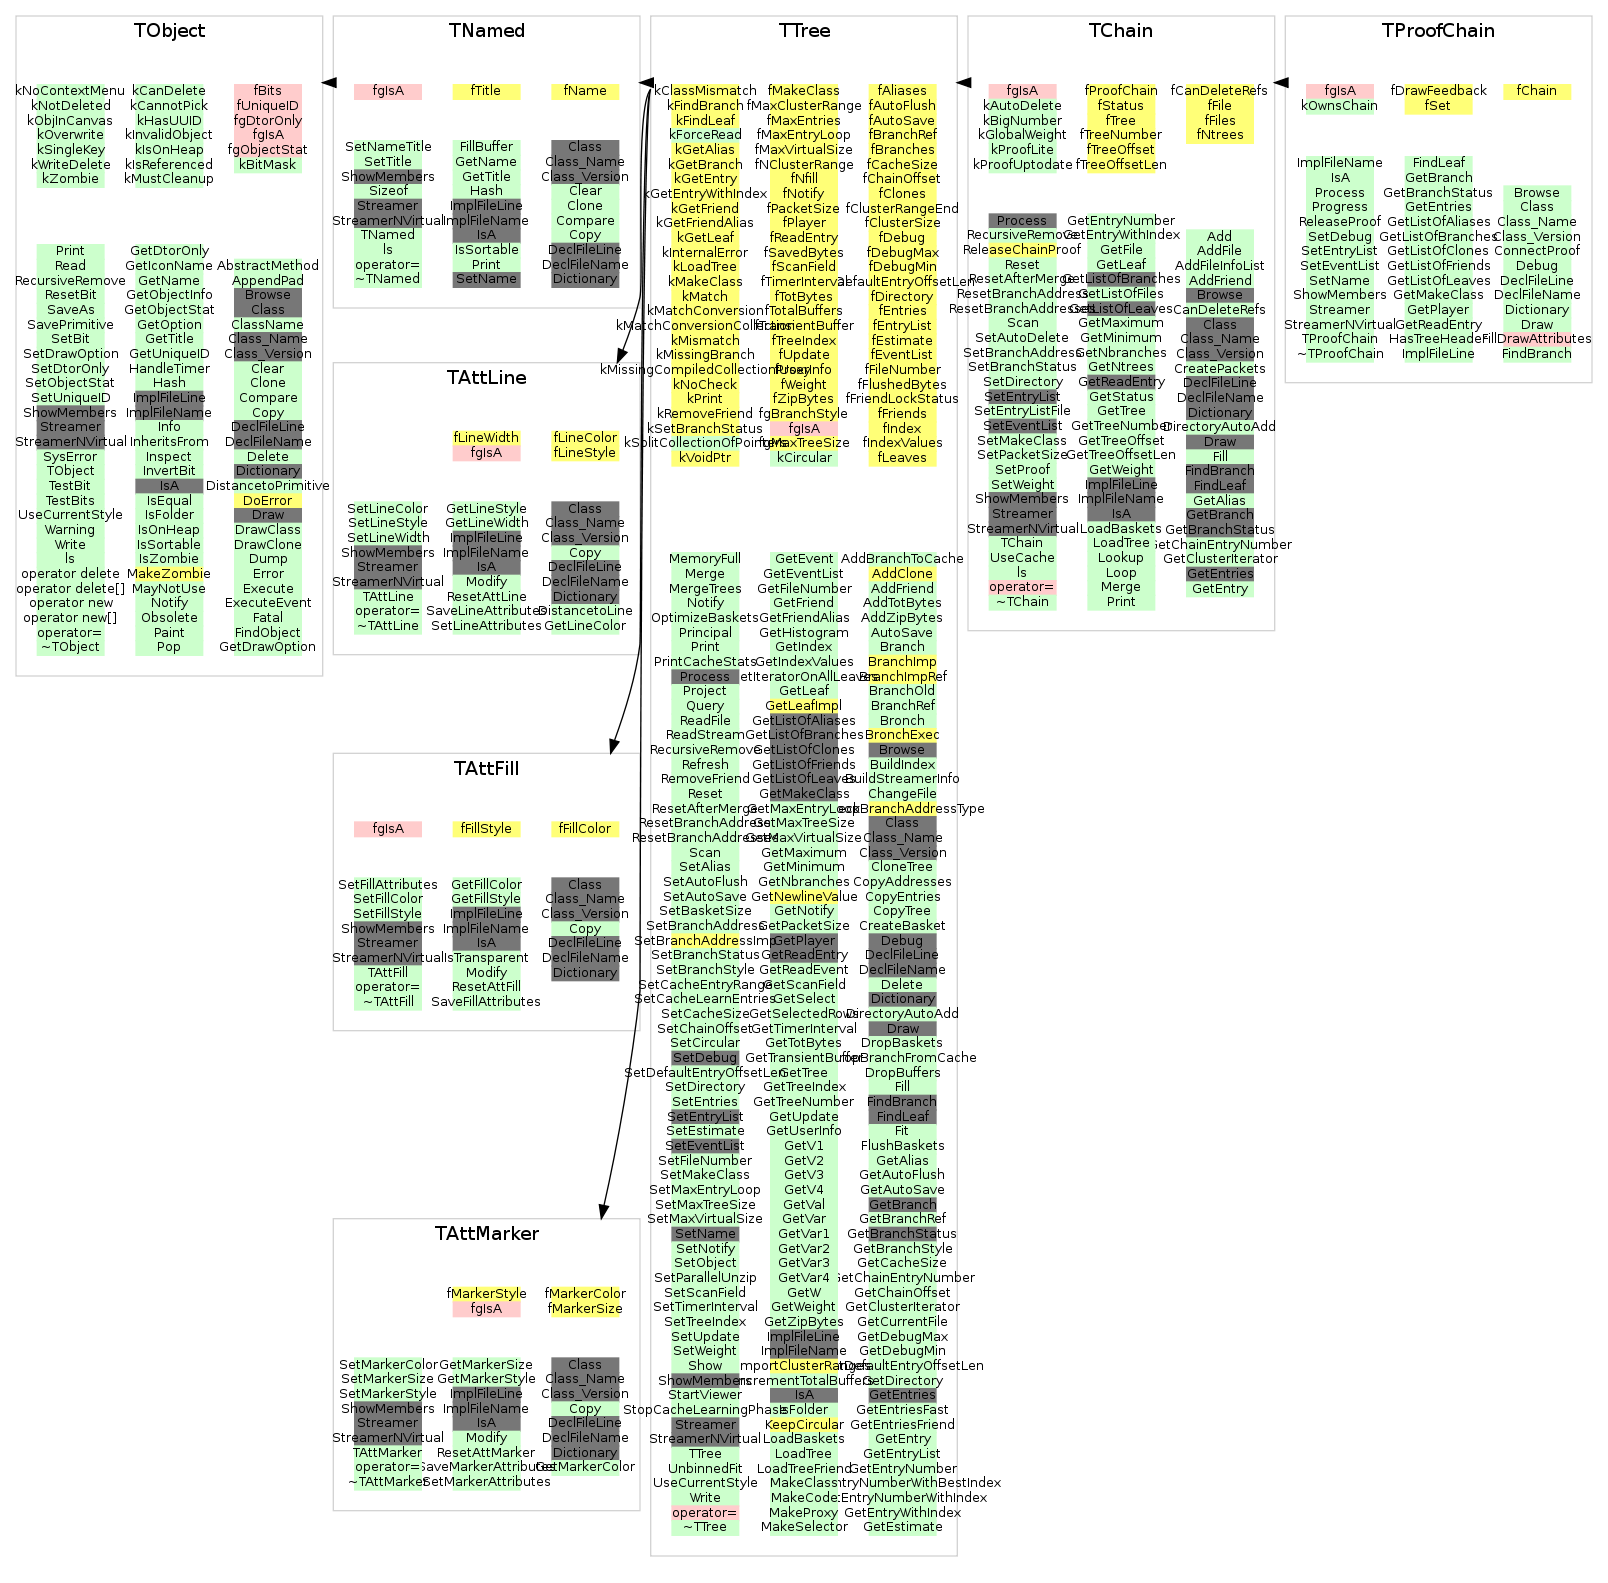 TObject
kNoContextMenu
kNotDeleted
kObjInCanvas
kOverwrite
kSingleKey
kWriteDelete
kZombie
kCanDelete
kCannotPick
kHasUUID
kInvalidObject
kIsOnHeap
kIsReferenced
kMustCleanup
fBits
fUniqueID
fgDtorOnly
fgIsA
fgObjectStat
kBitMask
Print
Read
RecursiveRemove
ResetBit
SaveAs
SavePrimitive
SetBit
SetDrawOption
SetDtorOnly
SetObjectStat
SetUniqueID
ShowMembers
Streamer
StreamerNVirtual
SysError
TObject
TestBit
TestBits
UseCurrentStyle
Warning
Write
ls
operator delete
operator delete[]
operator new
operator new[]
operator=
~TObject
GetDtorOnly
GetIconName
GetName
GetObjectInfo
GetObjectStat
GetOption
GetTitle
GetUniqueID
HandleTimer
Hash
ImplFileLine
ImplFileName
Info
InheritsFrom
Inspect
InvertBit
IsA
IsEqual
IsFolder
IsOnHeap
IsSortable
IsZombie
MakeZombie
MayNotUse
Notify
Obsolete
Paint
Pop
AbstractMethod
AppendPad
Browse
Class
ClassName
Class_Name
Class_Version
Clear
Clone
Compare
Copy
DeclFileLine
DeclFileName
Delete
Dictionary
DistancetoPrimitive
DoError
Draw
DrawClass
DrawClone
Dump
Error
Execute
ExecuteEvent
Fatal
FindObject
GetDrawOption
TNamed
fgIsA
fTitle
fName
SetNameTitle
SetTitle
ShowMembers
Sizeof
Streamer
StreamerNVirtual
TNamed
ls
operator=
~TNamed
FillBuffer
GetName
GetTitle
Hash
ImplFileLine
ImplFileName
IsA
IsSortable
Print
SetName
Class
Class_Name
Class_Version
Clear
Clone
Compare
Copy
DeclFileLine
DeclFileName
Dictionary
TAttLine
fLineWidth
fgIsA
fLineColor
fLineStyle
SetLineColor
SetLineStyle
SetLineWidth
ShowMembers
Streamer
StreamerNVirtual
TAttLine
operator=
~TAttLine
GetLineStyle
GetLineWidth
ImplFileLine
ImplFileName
IsA
Modify
ResetAttLine
SaveLineAttributes
SetLineAttributes
Class
Class_Name
Class_Version
Copy
DeclFileLine
DeclFileName
Dictionary
DistancetoLine
GetLineColor
TAttFill
fgIsA
fFillStyle
fFillColor
SetFillAttributes
SetFillColor
SetFillStyle
ShowMembers
Streamer
StreamerNVirtual
TAttFill
operator=
~TAttFill
GetFillColor
GetFillStyle
ImplFileLine
ImplFileName
IsA
IsTransparent
Modify
ResetAttFill
SaveFillAttributes
Class
Class_Name
Class_Version
Copy
DeclFileLine
DeclFileName
Dictionary
TAttMarker
fMarkerStyle
fgIsA
fMarkerColor
fMarkerSize
SetMarkerColor
SetMarkerSize
SetMarkerStyle
ShowMembers
Streamer
StreamerNVirtual
TAttMarker
operator=
~TAttMarker
GetMarkerSize
GetMarkerStyle
ImplFileLine
ImplFileName
IsA
Modify
ResetAttMarker
SaveMarkerAttributes
SetMarkerAttributes
Class
Class_Name
Class_Version
Copy
DeclFileLine
DeclFileName
Dictionary
GetMarkerColor
TTree
kClassMismatch
kFindBranch
kFindLeaf
kForceRead
kGetAlias
kGetBranch
kGetEntry
kGetEntryWithIndex
kGetFriend
kGetFriendAlias
kGetLeaf
kInternalError
kLoadTree
kMakeClass
kMatch
kMatchConversion
kMatchConversionCollection
kMismatch
kMissingBranch
kMissingCompiledCollectionProxy
kNoCheck
kPrint
kRemoveFriend
kSetBranchStatus
kSplitCollectionOfPointers
kVoidPtr
fMakeClass
fMaxClusterRange
fMaxEntries
fMaxEntryLoop
fMaxVirtualSize
fNClusterRange
fNfill
fNotify
fPacketSize
fPlayer
fReadEntry
fSavedBytes
fScanField
fTimerInterval
fTotBytes
fTotalBuffers
fTransientBuffer
fTreeIndex
fUpdate
fUserInfo
fWeight
fZipBytes
fgBranchStyle
fgIsA
fgMaxTreeSize
kCircular
fAliases
fAutoFlush
fAutoSave
fBranchRef
fBranches
fCacheSize
fChainOffset
fClones
fClusterRangeEnd
fClusterSize
fDebug
fDebugMax
fDebugMin
fDefaultEntryOffsetLen
fDirectory
fEntries
fEntryList
fEstimate
fEventList
fFileNumber
fFlushedBytes
fFriendLockStatus
fFriends
fIndex
fIndexValues
fLeaves
MemoryFull
Merge
MergeTrees
Notify
OptimizeBaskets
Principal
Print
PrintCacheStats
Process
Project
Query
ReadFile
ReadStream
RecursiveRemove
Refresh
RemoveFriend
Reset
ResetAfterMerge
ResetBranchAddress
ResetBranchAddresses
Scan
SetAlias
SetAutoFlush
SetAutoSave
SetBasketSize
SetBranchAddress
SetBranchAddressImp
SetBranchStatus
SetBranchStyle
SetCacheEntryRange
SetCacheLearnEntries
SetCacheSize
SetChainOffset
SetCircular
SetDebug
SetDefaultEntryOffsetLen
SetDirectory
SetEntries
SetEntryList
SetEstimate
SetEventList
SetFileNumber
SetMakeClass
SetMaxEntryLoop
SetMaxTreeSize
SetMaxVirtualSize
SetName
SetNotify
SetObject
SetParallelUnzip
SetScanField
SetTimerInterval
SetTreeIndex
SetUpdate
SetWeight
Show
ShowMembers
StartViewer
StopCacheLearningPhase
Streamer
StreamerNVirtual
TTree
UnbinnedFit
UseCurrentStyle
Write
operator=
~TTree
GetEvent
GetEventList
GetFileNumber
GetFriend
GetFriendAlias
GetHistogram
GetIndex
GetIndexValues
etIteratorOnAllLeaves
GetLeaf
GetLeafImpl
GetListOfAliases
GetListOfBranches
GetListOfClones
GetListOfFriends
GetListOfLeaves
GetMakeClass
GetMaxEntryLoop
GetMaxTreeSize
GetMaxVirtualSize
GetMaximum
GetMinimum
GetNbranches
GetNewlineValue
GetNotify
GetPacketSize
GetPlayer
GetReadEntry
GetReadEvent
GetScanField
GetSelect
GetSelectedRows
GetTimerInterval
GetTotBytes
GetTransientBuffer
GetTree
GetTreeIndex
GetTreeNumber
GetUpdate
GetUserInfo
GetV1
GetV2
GetV3
GetV4
GetVal
GetVar
GetVar1
GetVar2
GetVar3
GetVar4
GetW
GetWeight
GetZipBytes
ImplFileLine
ImplFileName
mportClusterRanges
crementTotalBuffers
IsA
IsFolder
KeepCircular
LoadBaskets
LoadTree
LoadTreeFriend
MakeClass
MakeCode
MakeProxy
MakeSelector
AddBranchToCache
AddClone
AddFriend
AddTotBytes
AddZipBytes
AutoSave
Branch
BranchImp
BranchImpRef
BranchOld
BranchRef
Bronch
BronchExec
Browse
BuildIndex
BuildStreamerInfo
ChangeFile
eckBranchAddressType
Class
Class_Name
Class_Version
CloneTree
CopyAddresses
CopyEntries
CopyTree
CreateBasket
Debug
DeclFileLine
DeclFileName
Delete
Dictionary
DirectoryAutoAdd
Draw
DropBaskets
opBranchFromCache
DropBuffers
Fill
FindBranch
FindLeaf
Fit
FlushBaskets
GetAlias
GetAutoFlush
GetAutoSave
GetBranch
GetBranchRef
GetBranchStatus
GetBranchStyle
GetCacheSize
GetChainEntryNumber
GetChainOffset
GetClusterIterator
GetCurrentFile
GetDebugMax
GetDebugMin
tDefaultEntryOffsetLen
GetDirectory
GetEntries
GetEntriesFast
GetEntriesFriend
GetEntry
GetEntryList
GetEntryNumber
ntryNumberWithBestIndex
EntryNumberWithIndex
GetEntryWithIndex
GetEstimate
TChain
fgIsA
kAutoDelete
kBigNumber
kGlobalWeight
kProofLite
kProofUptodate
fProofChain
fStatus
fTree
fTreeNumber
fTreeOffset
fTreeOffsetLen
fCanDeleteRefs
fFile
fFiles
fNtrees
Process
RecursiveRemove
ReleaseChainProof
Reset
ResetAfterMerge
ResetBranchAddress
ResetBranchAddresses
Scan
SetAutoDelete
SetBranchAddress
SetBranchStatus
SetDirectory
SetEntryList
SetEntryListFile
SetEventList
SetMakeClass
SetPacketSize
SetProof
SetWeight
ShowMembers
Streamer
StreamerNVirtual
TChain
UseCache
ls
operator=
~TChain
GetEntryNumber
GetEntryWithIndex
GetFile
GetLeaf
GetListOfBranches
GetListOfFiles
GetListOfLeaves
GetMaximum
GetMinimum
GetNbranches
GetNtrees
GetReadEntry
GetStatus
GetTree
GetTreeNumber
GetTreeOffset
GetTreeOffsetLen
GetWeight
ImplFileLine
ImplFileName
IsA
LoadBaskets
LoadTree
Lookup
Loop
Merge
Print
Add
AddFile
AddFileInfoList
AddFriend
Browse
CanDeleteRefs
Class
Class_Name
Class_Version
CreatePackets
DeclFileLine
DeclFileName
Dictionary
DirectoryAutoAdd
Draw
Fill
FindBranch
FindLeaf
GetAlias
GetBranch
GetBranchStatus
GetChainEntryNumber
GetClusterIterator
GetEntries
GetEntry
TProofChain
fgIsA
kOwnsChain
fDrawFeedback
fSet
fChain
ImplFileName
IsA
Process
Progress
ReleaseProof
SetDebug
SetEntryList
SetEventList
SetName
ShowMembers
Streamer
StreamerNVirtual
TProofChain
~TProofChain
FindLeaf
GetBranch
GetBranchStatus
GetEntries
GetListOfAliases
GetListOfBranches
GetListOfClones
GetListOfFriends
GetListOfLeaves
GetMakeClass
GetPlayer
GetReadEntry
HasTreeHeader
ImplFileLine
Browse
Class
Class_Name
Class_Version
ConnectProof
Debug
DeclFileLine
DeclFileName
Dictionary
Draw
FillDrawAttributes
FindBranch